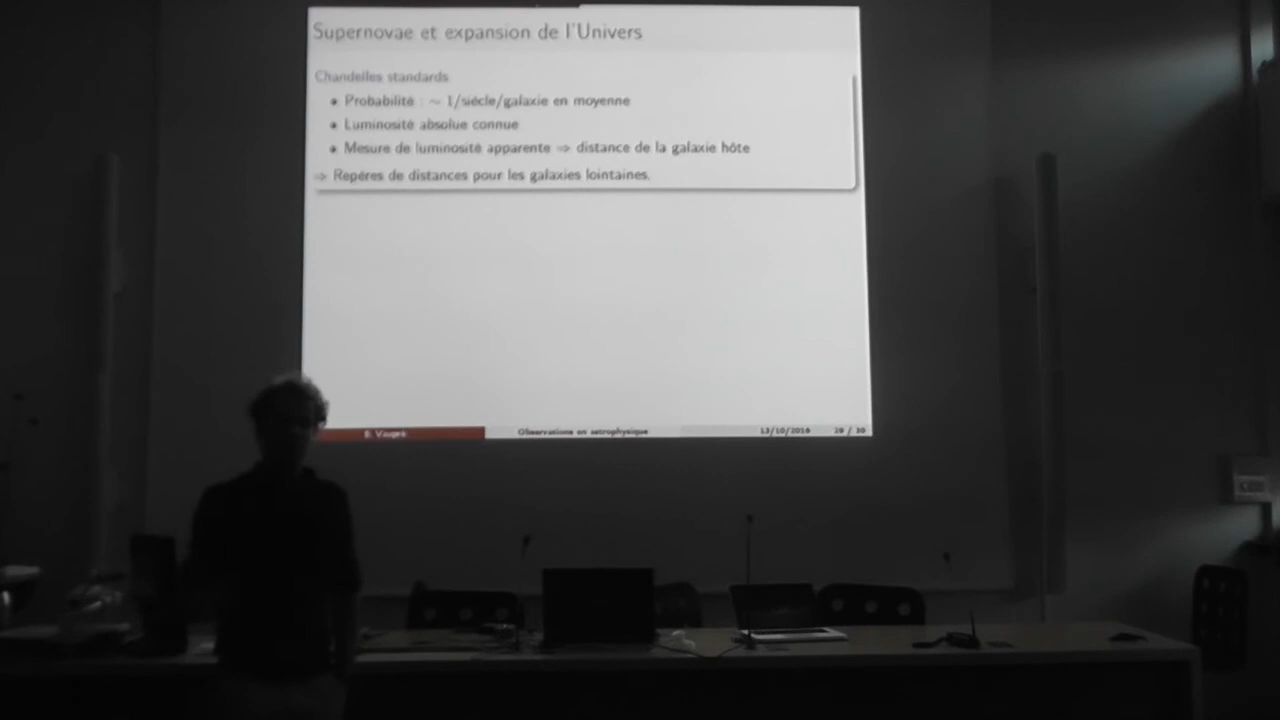 Supernovae et expansion de l'Univers
Chandelles standards
• Probabilité : ∼ 1/siècle/galaxie en moyenne
• Luminosité absolue connue
• Mesure de luminosité apparente ⇒ distance de la galaxie hôte
⇒ Repères de distances pour les galaxies lointaines.
Observations en astrophysique 13/10/2016 29 / 30